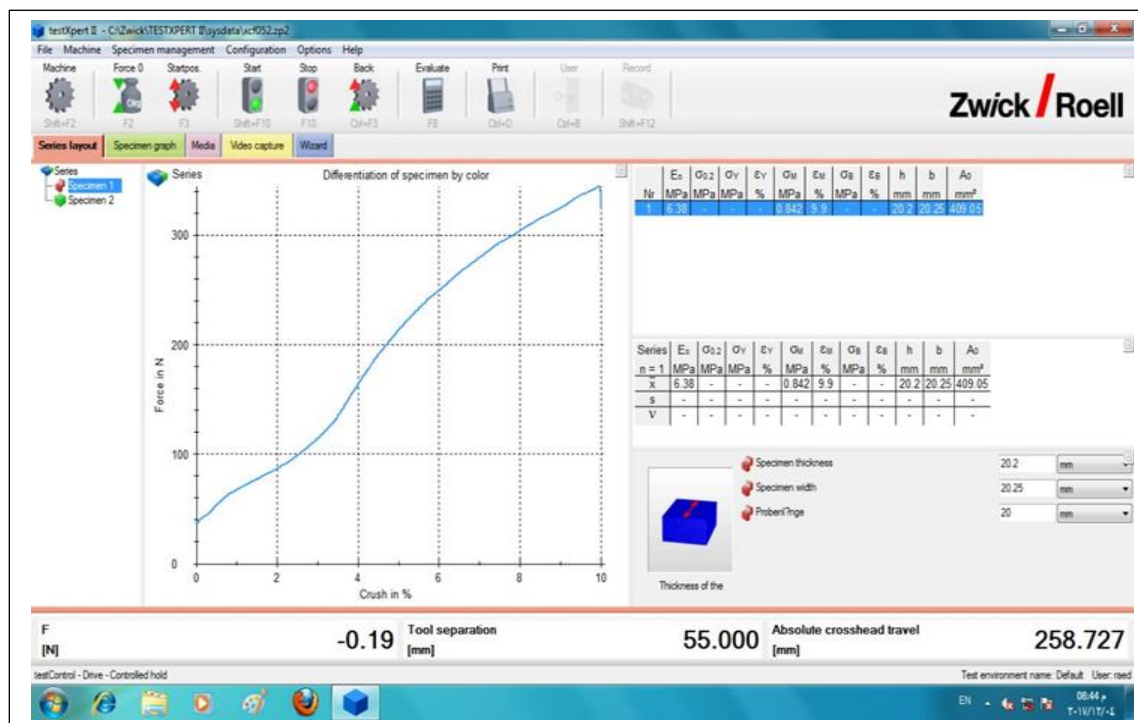 testXpert II - C:\Zwick\TESTXPERT II\sysdata\xcf052.zp2
File Machine Specimen management Configuration Options Help
Machine Force 0 Startpos. Start Stop Back Evaluate Print User Record
Shift+F2 F2 F3 Shift+F10 F10 Ctrl+F3 F8 Ctrl+D Ctrl+B Shift+F12
Zwick / Roell
Series layout Specimen graph Media Video capture Wizard
Series
Specimen 1
Specimen 2
Series Differentiation of specimen by color
300
200
100
0
0 2 4 6 8 10
Force in N
Crush in %
E₀ σ0.2 σY εY σM εM σB εB h b A₀
Nr MPa MPa MPa % MPa % MPa % mm mm mm²
1 6.38 - - - 0.842 9.9 - - 20.2 20.25 409.05
Series E₀ σ0.2 σY εY σM εM σB εB h b A₀
n = 1 MPa MPa MPa % MPa % MPa % mm mm mm²
x̄ 6.38 - - - 0.842 9.9 - - 20.2 20.25 409.05
s - - - - - - - - - - -
ν - - - - - - - - - - -
Specimen thickness 20.2 mm
Specimen width 20.25 mm
Probenl?nge 20 mm
Thickness of the
F [N] -0.19
Tool separation [mm] 55.000
Absolute crosshead travel [mm] 258.727
testControl - Drive - Controlled hold
Test environment name: Default User: raed
EN
08:44 م
٢٠١٧/١٢/٠٤